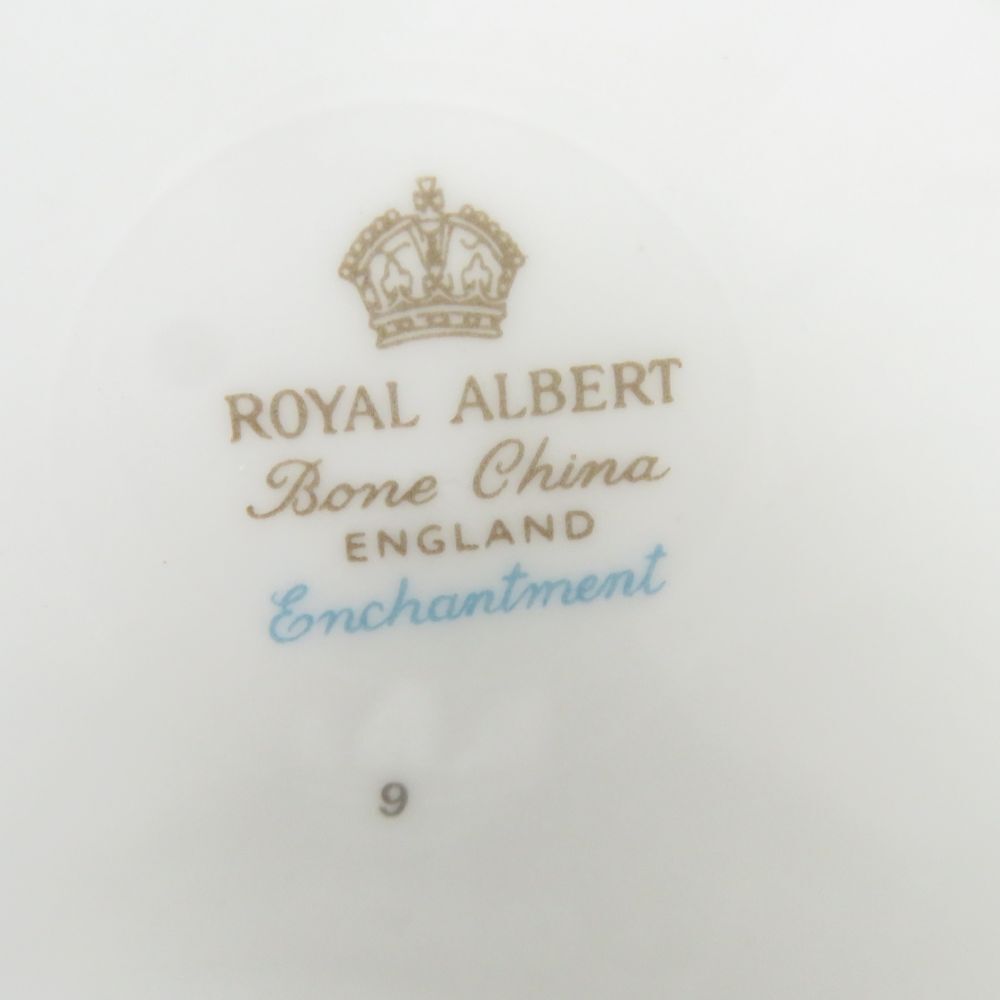 ROYAL ALBERT
Bone China
ENGLAND
Enchantment
9